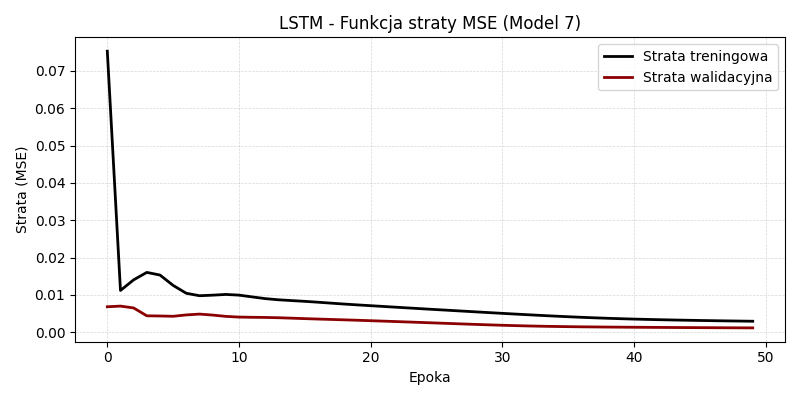 LSTM - Funkcja straty MSE (Model 7)
Strata treningowa
Strata walidacyjna
Strata (MSE)
0.07
0.06
0.05
0.04
0.03
0.02
0.01
0.00
0 10 20 30 40 50
Epoka